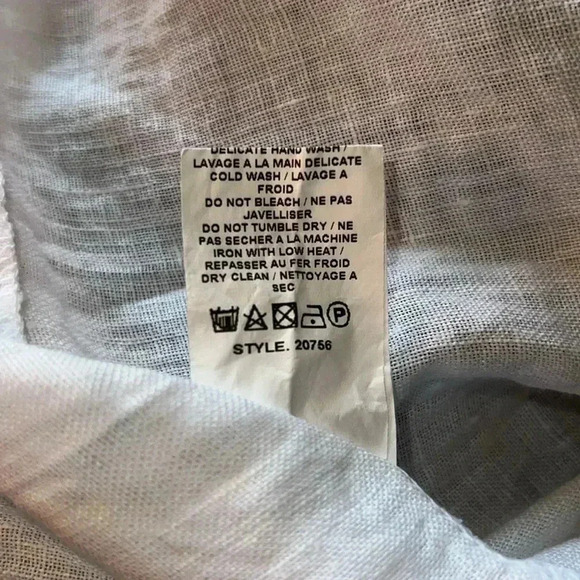 DELICATE HAND WASH /
LAVAGE A LA MAIN DELICATE
COLD WASH / LAVAGE A
FROID
DO NOT BLEACH / NE PAS
JAVELLISER
DO NOT TUMBLE DRY / NE
PAS SECHER A LA MACHINE
IRON WITH LOW HEAT /
REPASSER AU FER FROID
DRY CLEAN / NETTOYAGE A
SEC
P
STYLE. 20756